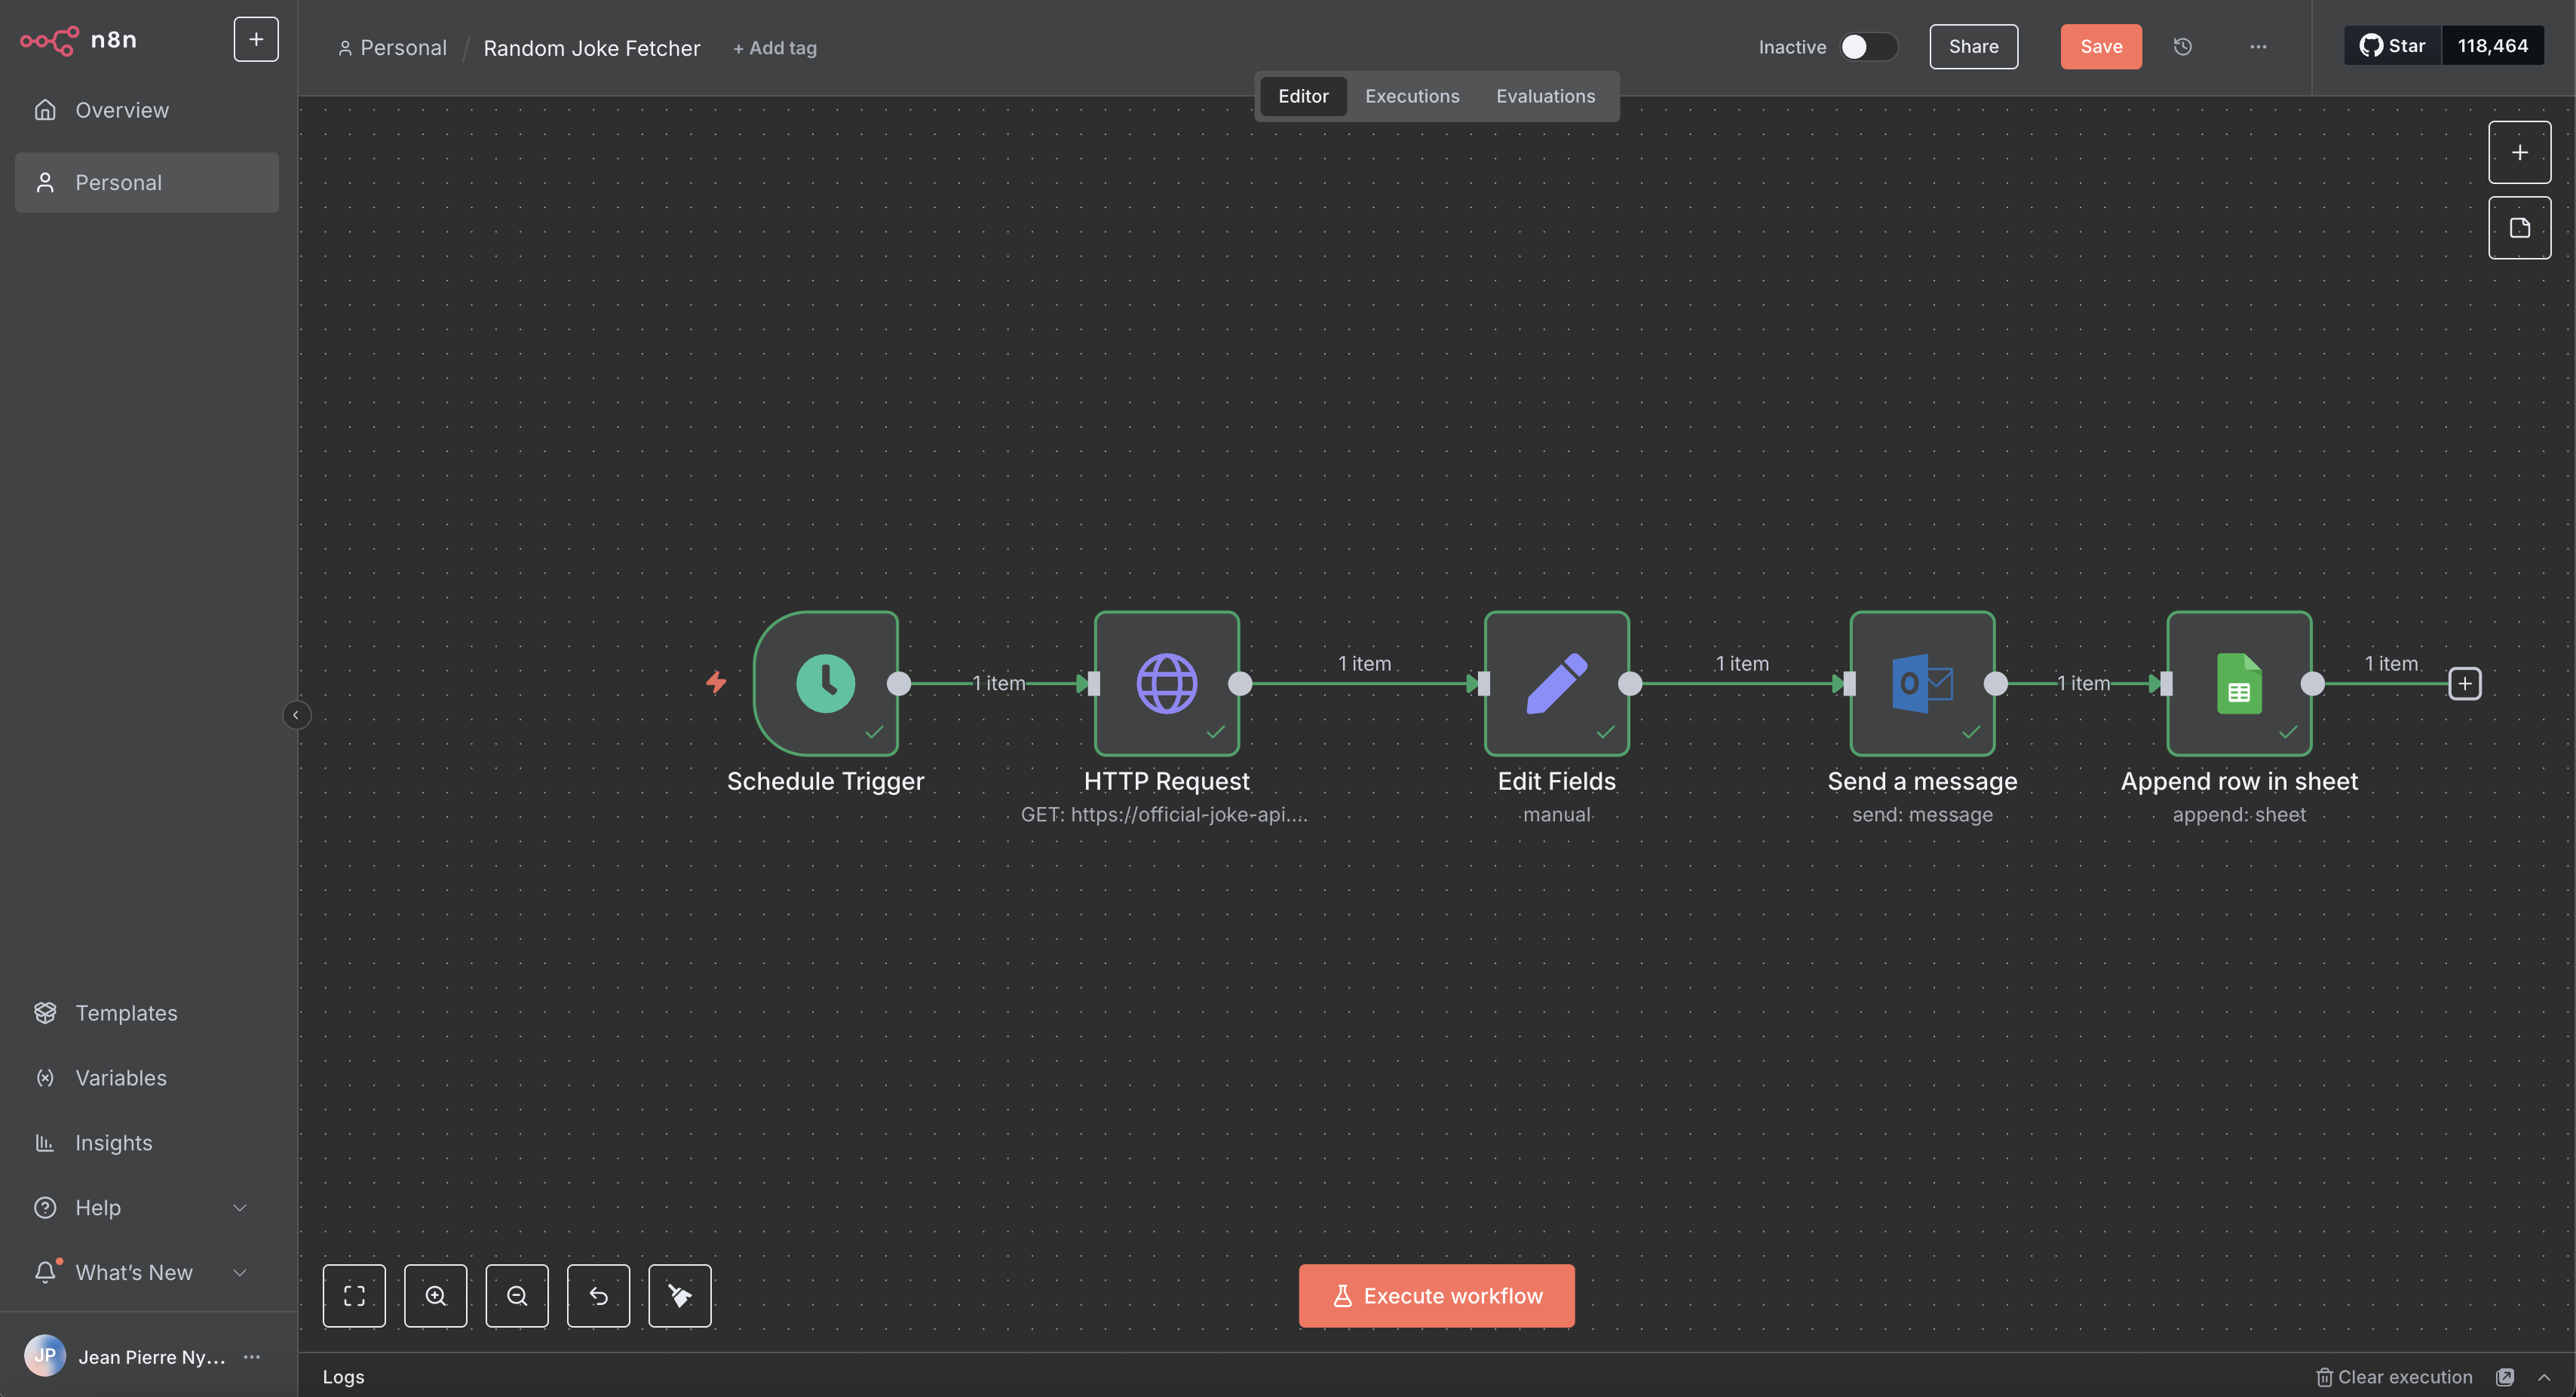 n8n
Overview
Personal
Templates
Variables
Insights
Help
What's New
JP
Jean Pierre Ny...
Personal / Random Joke Fetcher + Add tag
Inactive
Share
Save
Star 118,464
Editor Executions Evaluations
1 item
1 item
1 item
1 item
1 item
Schedule Trigger
HTTP Request
GET: https://official-joke-api....
Edit Fields
manual
Send a message
send: message
Append row in sheet
append: sheet
Execute workflow
Logs
Clear execution